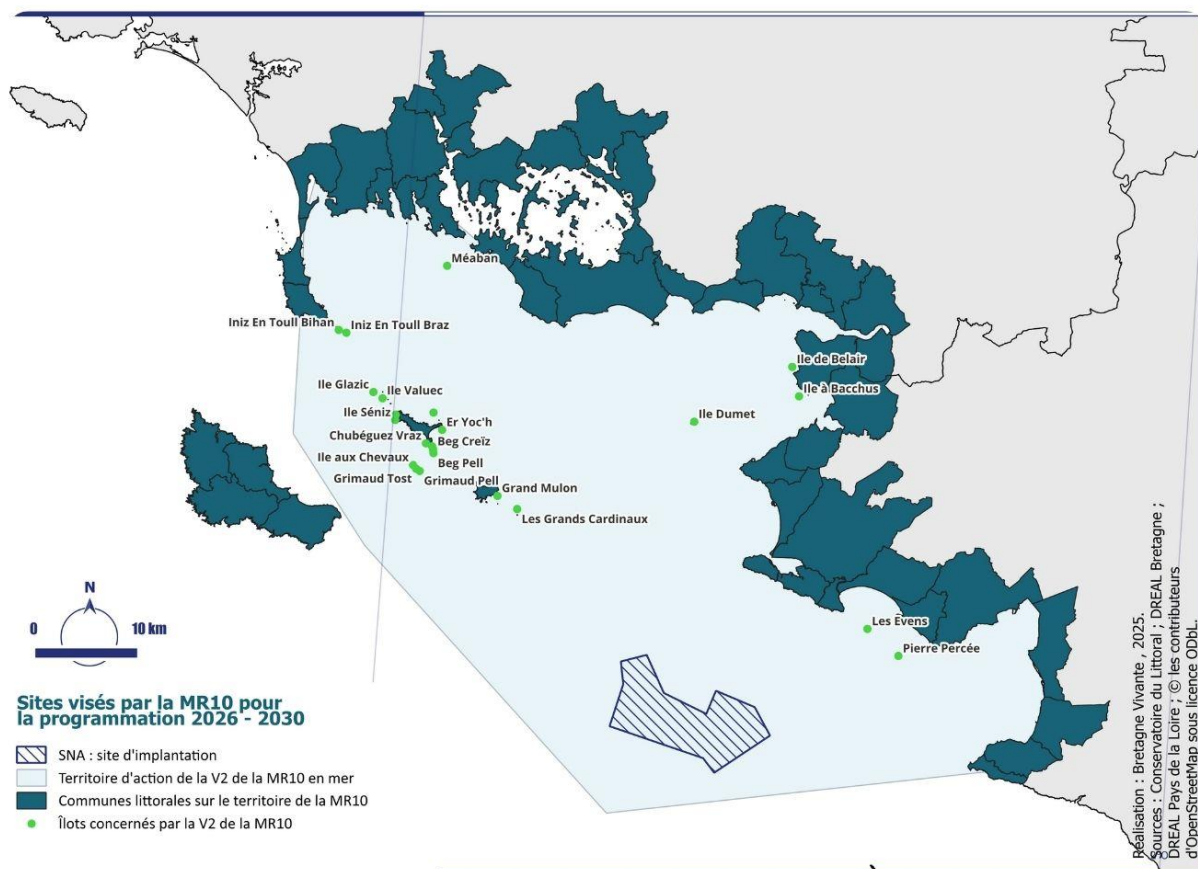 Méaban
Iniz En Toull Bihan
Iniz En Toull Braz
Ile de Belair
Ile à Bacchus
Ile Glazic
Ile Valuec
Ile Séniz
Er Yoc'h
Ile Dumet
Chubéguez Vraz
Beg Creïz
Ile aux Chevaux
Beg Pell
Grimaud Tost
Grimaud Pell
Grand Mulon
Les Grands Cardinaux
Les Evens
Pierre Percée
N
0 10 km
Sites visés par la MR10 pour
la programmation 2026 - 2030
SNA : site d'implantation
Territoire d'action de la V2 de la MR10 en mer
Communes littorales sur le territoire de la MR10
Îlots concernés par la V2 de la MR10
Réalisation : Bretagne Vivante , 2025.
Sources : Conservatoire du Littoral ; DREAL Bretagne ;
DREAL Pays de la Loire ; © les contributeurs
d'OpenStreetMap sous licence ODbL.